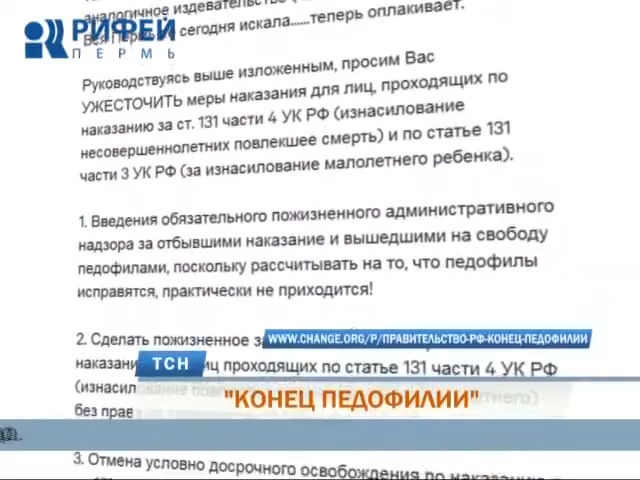 аналогичное издевательство
Вся Пермь сегодня искала......теперь оплакивает.
РИФЕЙ
ПЕРМЬ
Руководствуясь выше изложенным, просим Вас
УЖЕСТОЧИТЬ меры наказания для лиц, проходящих по
наказанию за ст. 131 части 4 УК РФ (изнасилование
несовершеннолетних повлекшее смерть) и по статье 131
части 3 УК РФ (за изнасилование малолетнего ребенка).
1. Введения обязательного пожизненного административного
надзора за отбывшими наказание и вышедшими на свободу
педофилами, поскольку рассчитывать на то, что педофилы
исправятся, практически не приходится!
2. Сделать пожизненное
WWW.CHANGE.ORG/P/ПРАВИТЕЛЬСТВО-РФ-КОНЕЦ-ПЕДОФИЛИИ
ТСН
лиц проходящих по статье 131 части 4 УК РФ
"КОНЕЦ ПЕДОФИЛИИ"
без
3. Отмена условно досрочного освобождения по